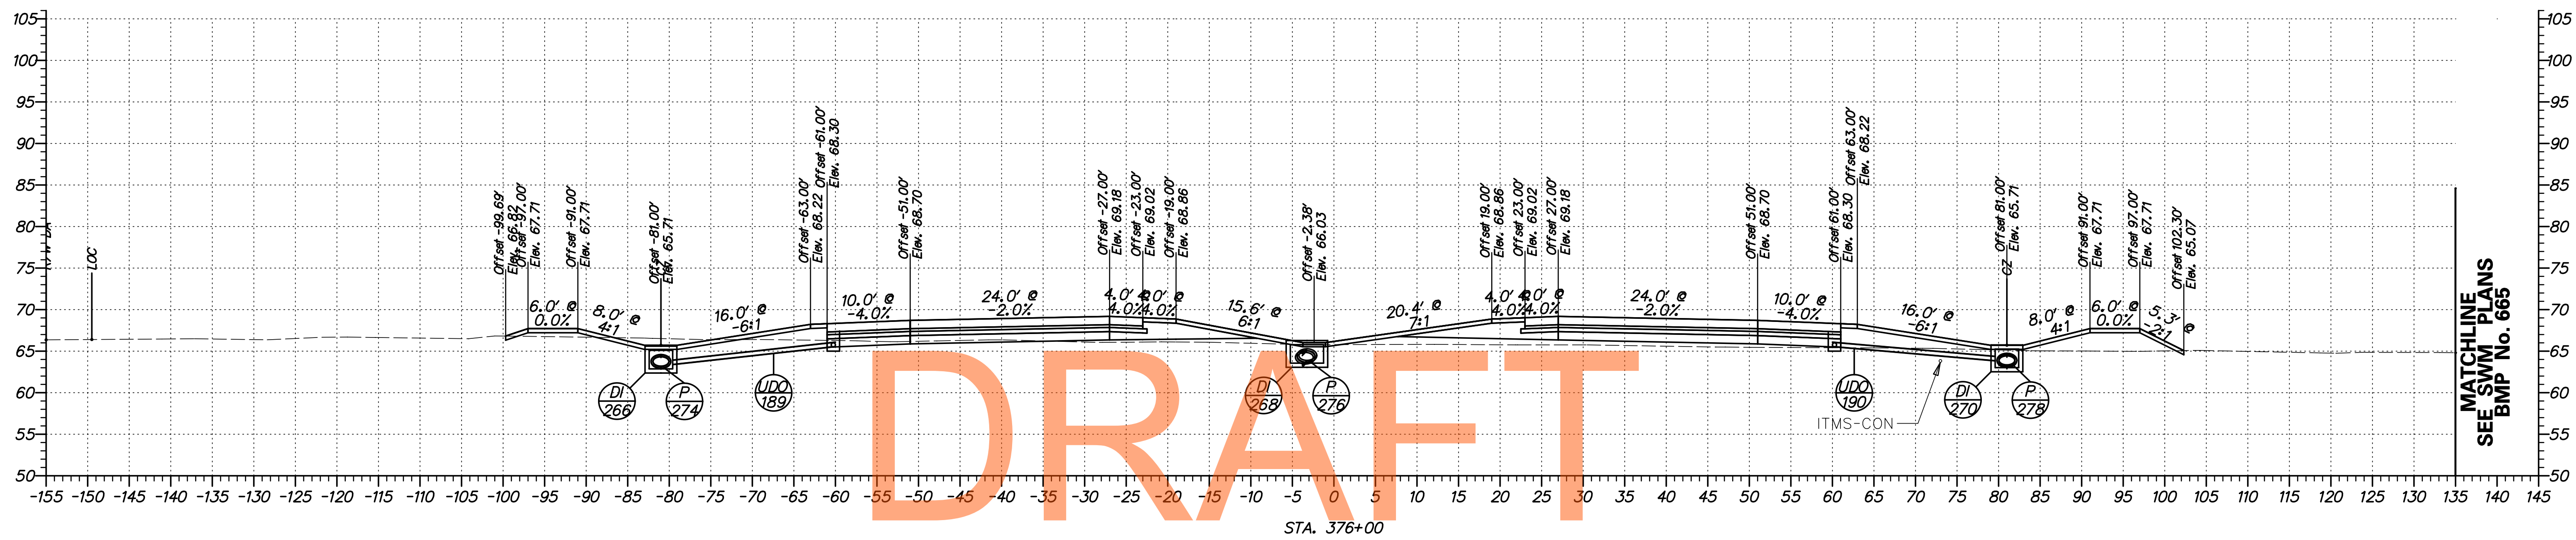 105
100
95
90
85
80
75
70
65
60
55
50
LOC
Offset -99.69'
Elev. 66.82
Offset -97.00'
Elev. 67.71
Offset -91.00'
Elev. 67.71
Offset -81.00'
CZ
Elev. 65.71
Offset -63.00'
Elev. 68.22
Offset -61.00'
Elev. 68.30
Offset -51.00'
Elev. 68.70
Offset -27.00'
Elev. 69.18
Offset -23.00'
Elev. 69.02
Offset -19.00'
Elev. 68.86
Offset -2.38'
Elev. 66.03
Offset 19.00'
Elev. 68.86
Offset 23.00'
Elev. 69.02
Offset 27.00'
Elev. 69.18
Offset 51.00'
Elev. 68.70
Offset 61.00'
Elev. 68.30
Offset 63.00'
Elev. 68.22
Offset 81.00'
CZ
Elev. 65.71
Offset 91.00'
Elev. 67.71
Offset 97.00'
Elev. 67.71
Offset 102.30'
Elev. 65.07
6.0' @
0.0%
8.0' @
4:1
16.0' @
-6:1
10.0' @
-4.0%
24.0' @
-2.0%
4.0' @
4.0%
4.0' @
4.0%
15.6' @
6:1
20.4' @
7:1
4.0' @
4.0%
4.0' @
4.0%
24.0' @
-2.0%
10.0' @
-4.0%
16.0' @
-6:1
8.0' @
4:1
6.0' @
0.0%
5.3' @
-2:1
DI
266
P
274
UDO
189
DI
268
P
276
UDO
190
ITMS-CON
DI
270
P
278
MATCHLINE
SEE SWM PLANS
BMP No. 665
105
100
95
90
85
80
75
70
65
60
55
50
-155 -150 -145 -140 -135 -130 -125 -120 -115 -110 -105 -100 -95 -90 -85 -80 -75 -70 -65 -60 -55 -50 -45 -40 -35 -30 -25 -20 -15 -10 -5 0 5 10 15 20 25 30 35 40 45 50 55 60 65 70 75 80 85 90 95 100 105 110 115 120 125 130 135 140 145
STA. 376+00
DRAFT